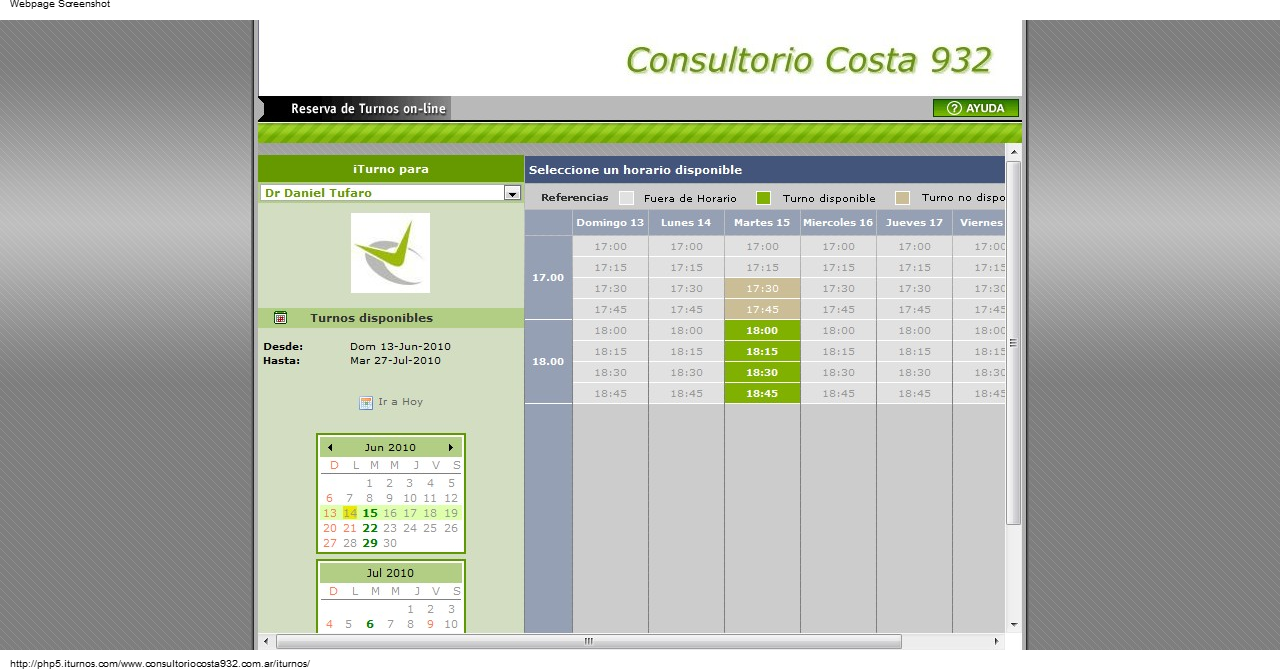 Webpage Screenshot
Consultorio Costa 932
Reserva de Turnos on-line
? AYUDA
iTurno para
Dr Daniel Tufaro
Turnos disponibles
Desde: Dom 13-Jun-2010
Hasta: Mar 27-Jul-2010
Ir a Hoy
Jun 2010
D L M M J V S
1 2 3 4 5
6 7 8 9 10 11 12
13 14 15 16 17 18 19
20 21 22 23 24 25 26
27 28 29 30
Jul 2010
D L M M J V S
1 2 3
4 5 6 7 8 9 10
Seleccione un horario disponible
Referencias Fuera de Horario Turno disponible Turno no dispo
Domingo 13 Lunes 14 Martes 15 Miercoles 16 Jueves 17 Viernes
17.00
17:00 17:00 17:00 17:00 17:00 17:00
17:15 17:15 17:15 17:15 17:15 17:15
17:30 17:30 17:30 17:30 17:30 17:30
17:45 17:45 17:45 17:45 17:45 17:45
18.00
18:00 18:00 18:00 18:00 18:00 18:00
18:15 18:15 18:15 18:15 18:15 18:15
18:30 18:30 18:30 18:30 18:30 18:30
18:45 18:45 18:45 18:45 18:45 18:45
http://php5.iturnos.com/www.consultoriocosta932.com.ar/iturnos/